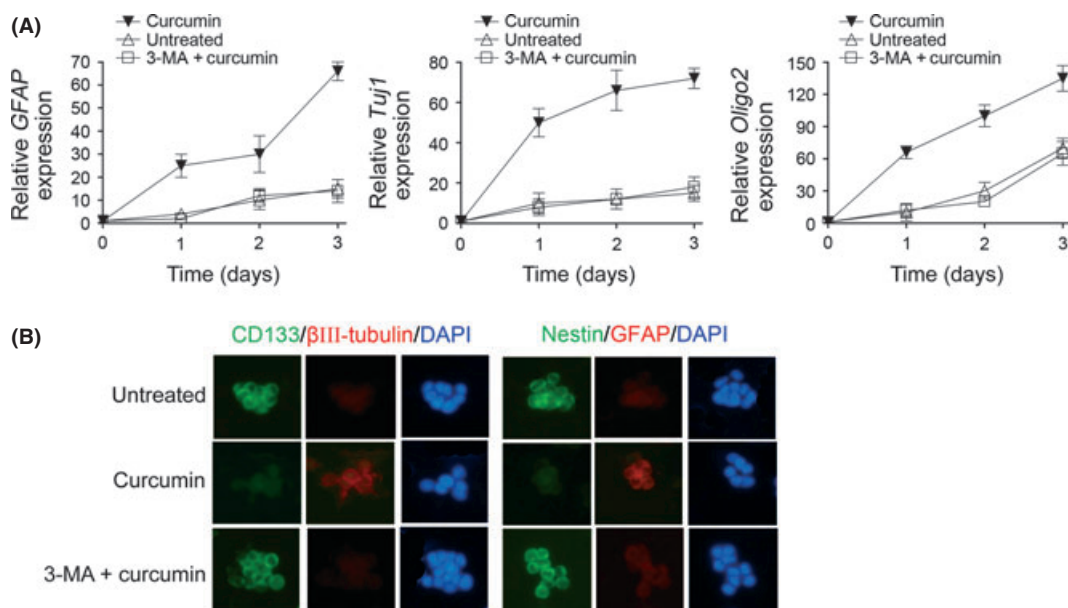 (A)
Curcumin
Untreated
3-MA + curcumin
Relative GFAP
expression
70
60
50
40
30
20
10
0
0 1 2 3
Time (days)
Curcumin
Untreated
3-MA + curcumin
Relative Tuj1
expression
80
60
40
20
0
0 1 2 3
Time (days)
Curcumin
Untreated
3-MA + curcumin
Relative Oligo2
expression
150
120
90
60
30
0
0 1 2 3
Time (days)
(B)
CD133/βIII-tubulin/DAPI
Nestin/GFAP/DAPI
Untreated
Curcumin
3-MA + curcumin